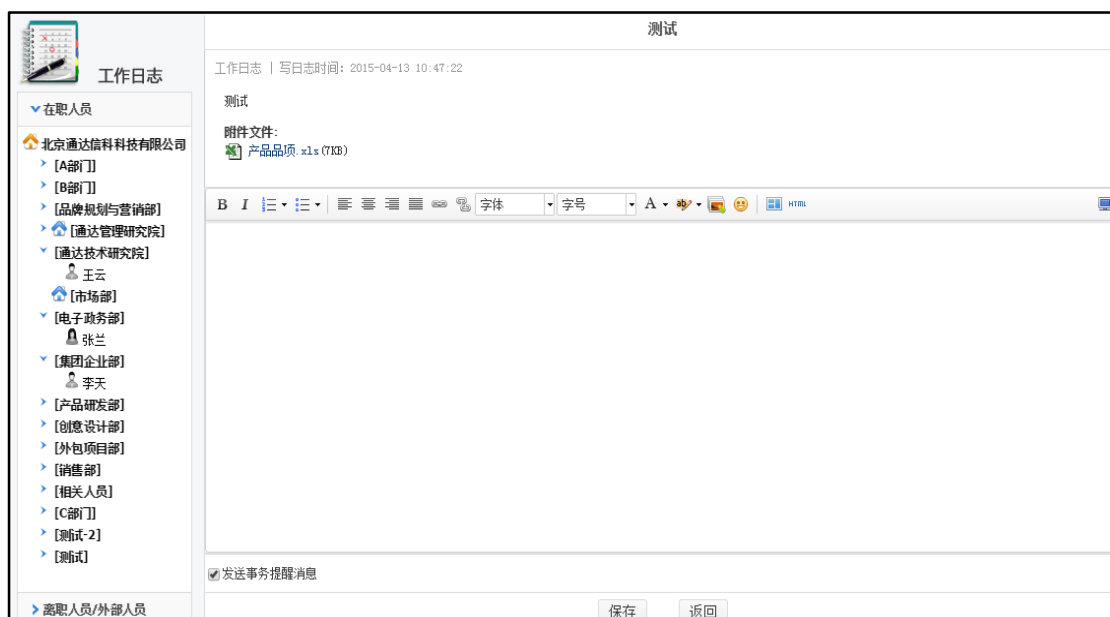 工作日志
在职人员
北京通达信科科技有限公司
[A部门]
[B部门]
[品牌规划与营销部]
[通达管理研究院]
[通达技术研究院]
王云
[市场部]
[电子政务部]
张兰
[集团企业部]
李天
[产品研发部]
[创意设计部]
[外包项目部]
[销售部]
[相关人员]
[C部门]
[测试-2]
[测试]
离职人员/外部人员
测试
工作日志 | 写日志时间: 2015-04-13 10:47:22
测试
附件文件:
产品品项.xls(7KB)
B I 字体 字号 A ab HTML
发送事务提醒消息
保存 返回